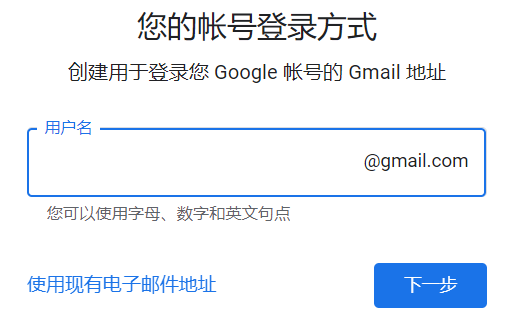 您的帐号登录方式
创建用于登录您 Google 帐号的 Gmail 地址
用户名
@gmail.com
您可以使用字母、数字和英文句点
使用现有电子邮件地址
下一步